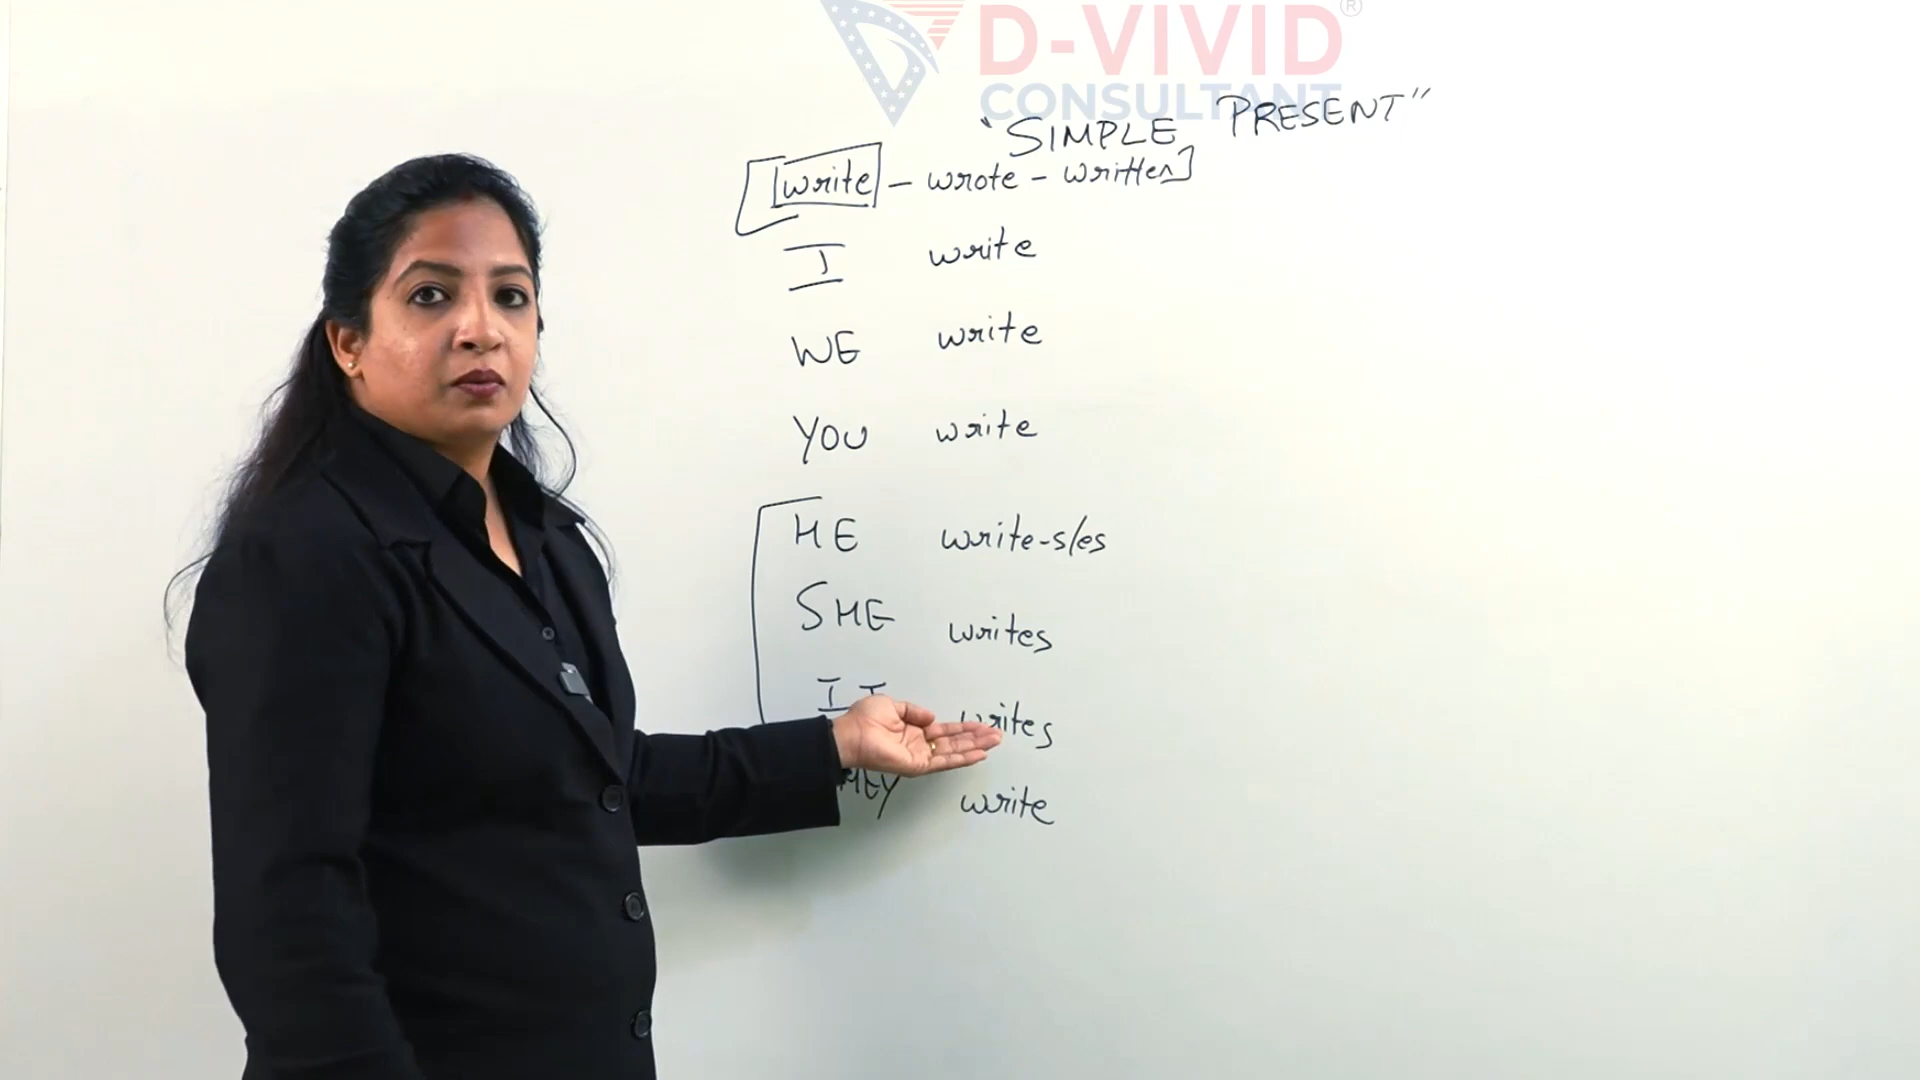 D-VIVID®
CONSULTANT
"SIMPLE PRESENT"
[write - wrote - written]
I write
WE write
YOU write
HE write-s/es
SHE writes
IT writes
write